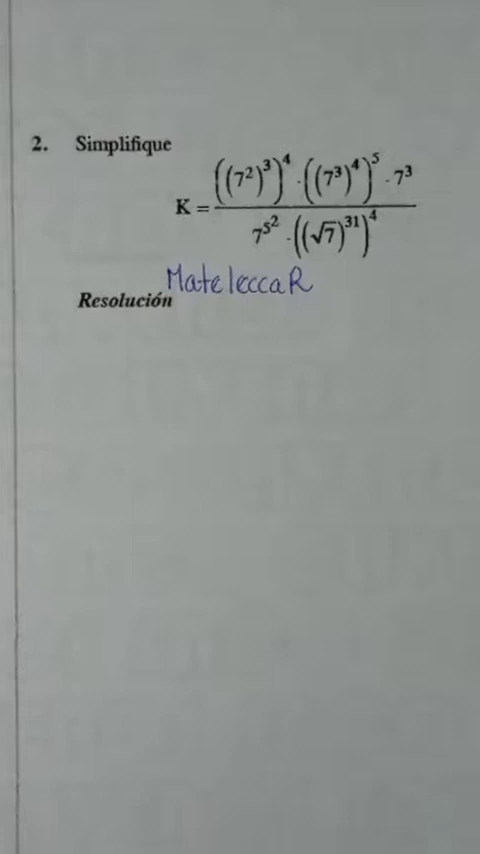 2. Simplifique
K = ((7²)³)⁴ · ((7³)⁴)⁵ · 7³ / 7^5² · ((√7)³¹)⁴
MateleccaR
Resolución